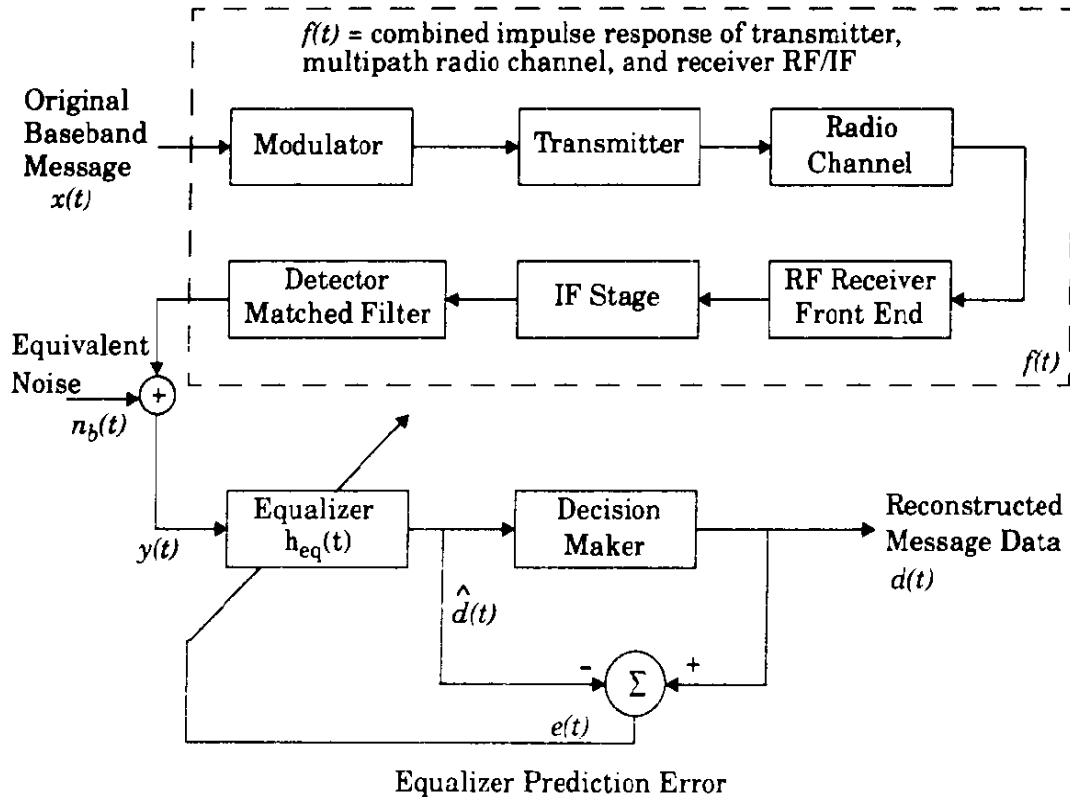 f(t) = combined impulse response of transmitter,
multipath radio channel, and receiver RF/IF
Original
Baseband
Message
x(t)
Modulator
Transmitter
Radio
Channel
Detector
Matched Filter
IF Stage
RF Receiver
Front End
f(t)
Equivalent
Noise
n_b(t)
+
y(t)
Equalizer
h_eq(t)
Decision
Maker
Reconstructed
Message Data
d(t)
^d(t)
-
Σ
+
e(t)
Equalizer Prediction Error